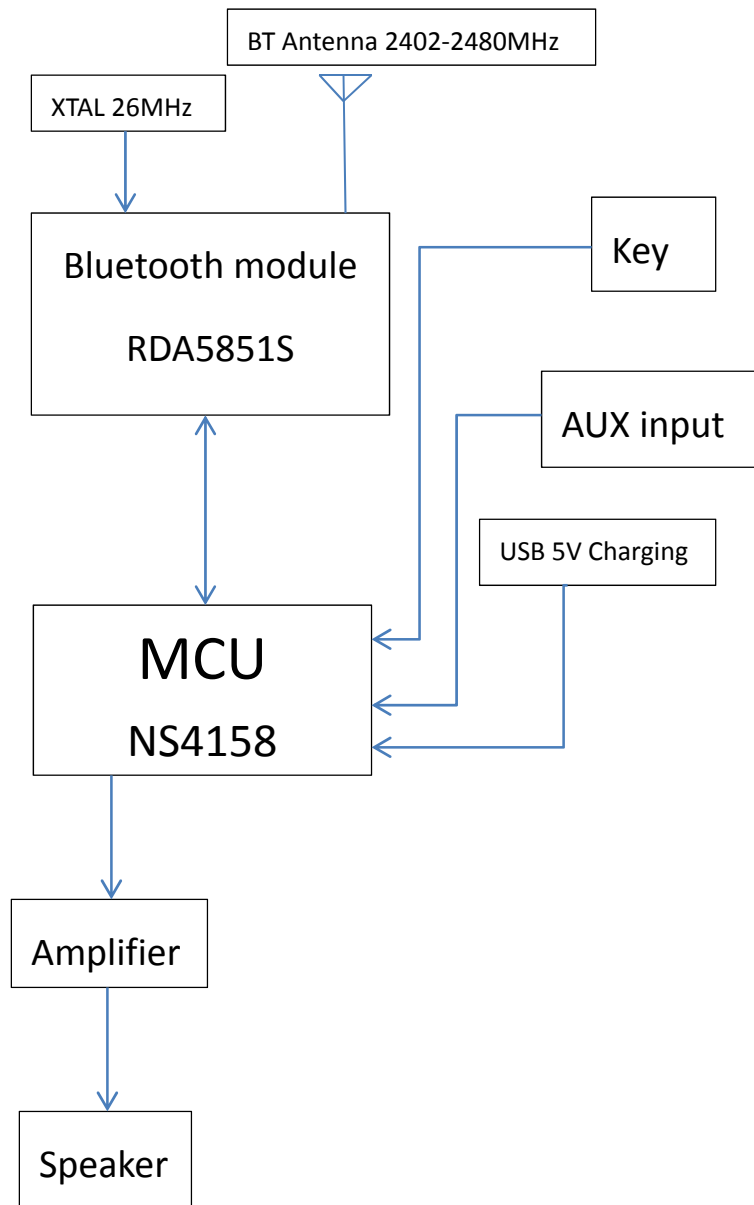 BT Antenna 2402-2480MHz
XTAL 26MHz
Bluetooth module
RDA5851S
Key
AUX input
USB 5V Charging
MCU
NS4158
Amplifier
Speaker